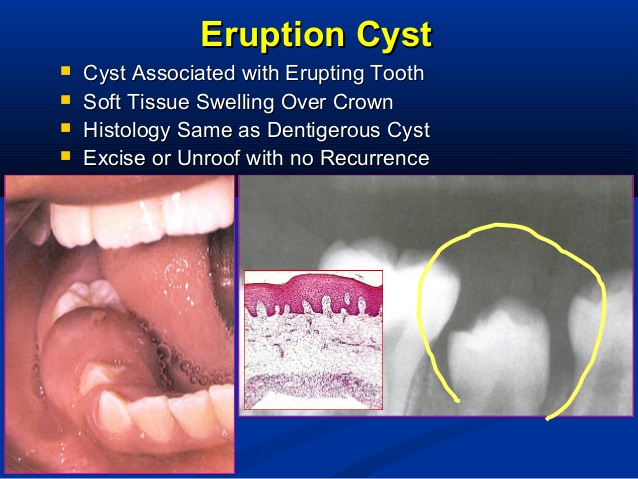 Eruption Cyst
Cyst Associated with Erupting Tooth
Soft Tissue Swelling Over Crown
Histology Same as Dentigerous Cyst
Excise or Unroof with no Recurrence